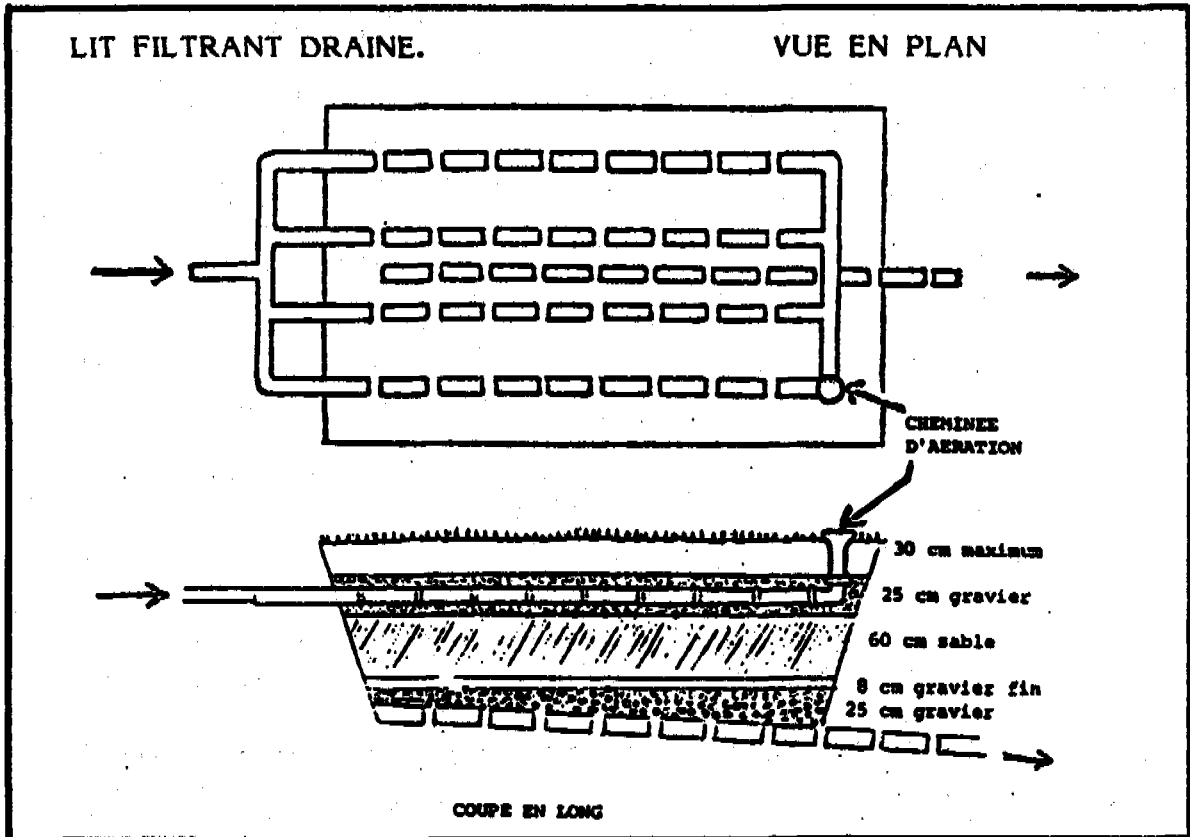 LIT FILTRANT DRAINE.
VUE EN PLAN
CHEMINEE
D'AERATION
30 cm maximum
25 cm gravier
60 cm sable
8 cm gravier fin
25 cm gravier
COUPE EN LONG